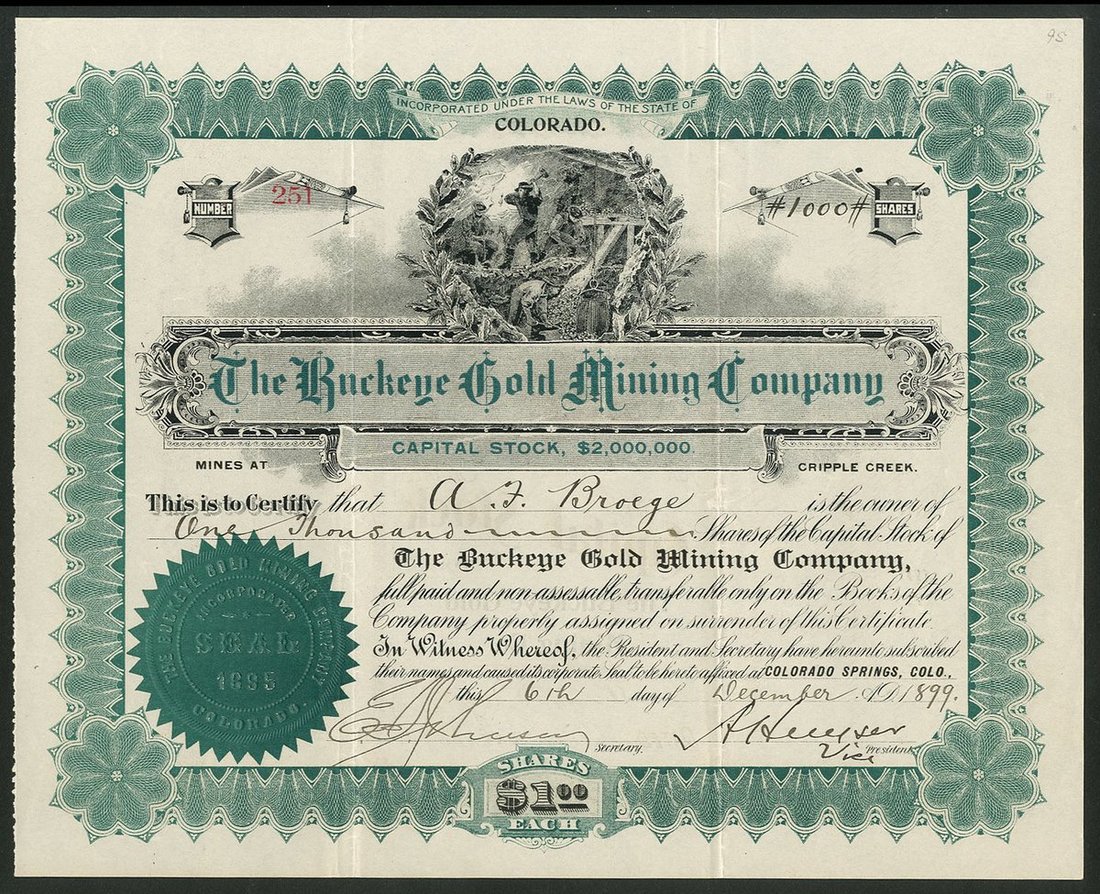 95
INCORPORATED UNDER THE LAWS OF THE STATE OF
COLORADO.
NUMBER 251
#1000# SHARES
The Buckeye Gold Mining Company
CAPITAL STOCK, $2,000,000.
MINES AT CRIPPLE CREEK.
This is to Certify that A. F. Broege is the owner of
One Thousand Shares of the Capital Stock of
The Buckeye Gold Mining Company,
full paid and non-assessable, transferable only on the Books of the
Company properly assigned on surrender of this Certificate.
In Witness Whereof, the President and Secretary have hereunto subscribed
their names and caused its corporate Seal to be hereto affixed at COLORADO SPRINGS, COLO.,
this 6th day of December A.D. 1899.
Secretary.
Vice President
THE BUCKEYE GOLD MINING COMPANY
INCORPORATED
SEAL
1895
COLORADO.
SHARES
$1.00
EACH